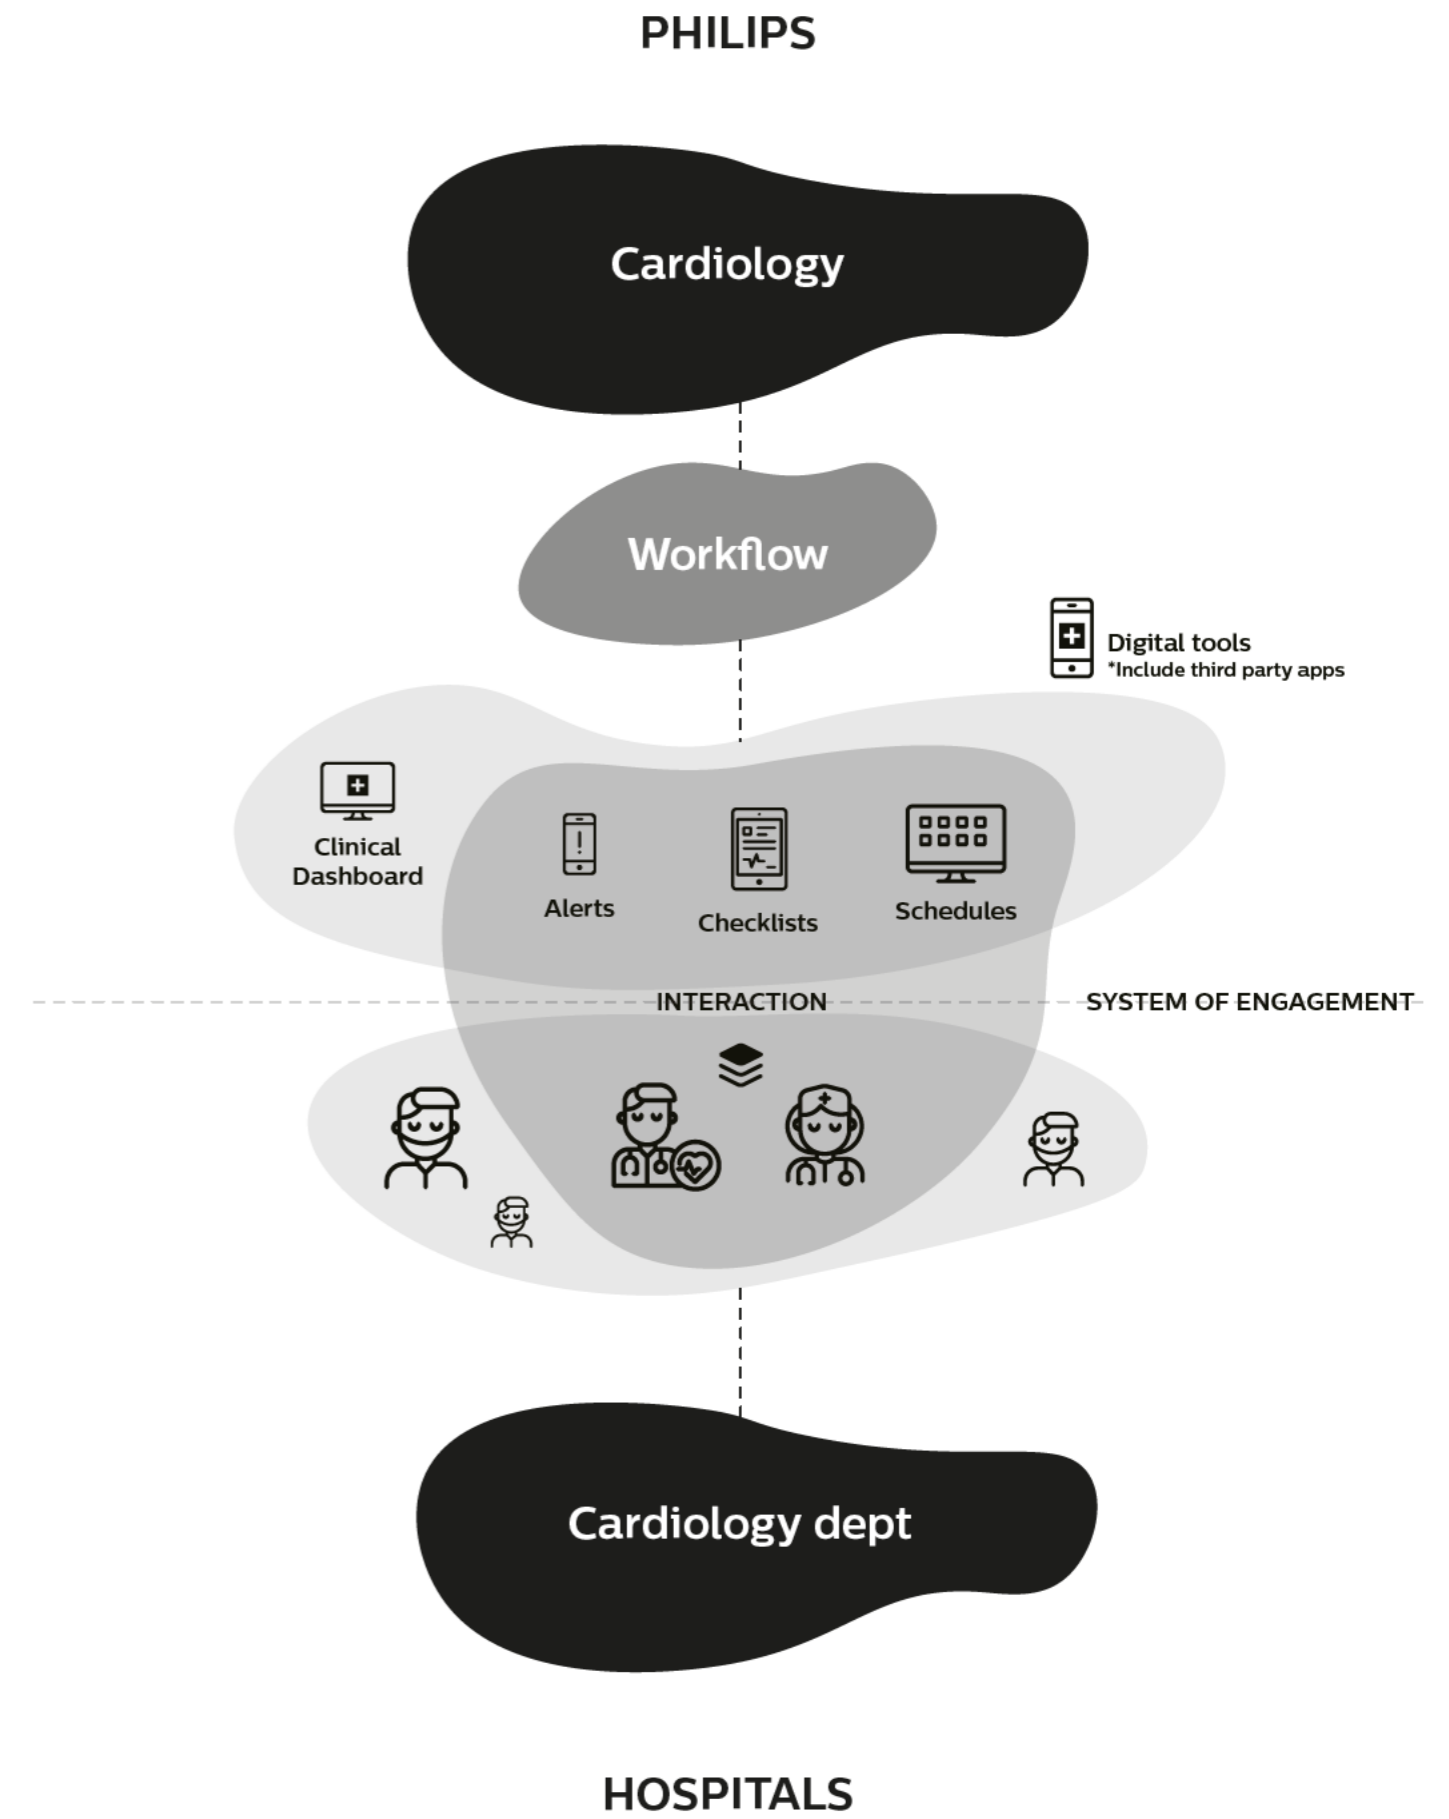 PHILIPS
Cardiology
Workflow
Digital tools
*Include third party apps
Clinical
Dashboard
Alerts
Checklists
Schedules
INTERACTION
SYSTEM OF ENGAGEMENT
Cardiology dept
HOSPITALS